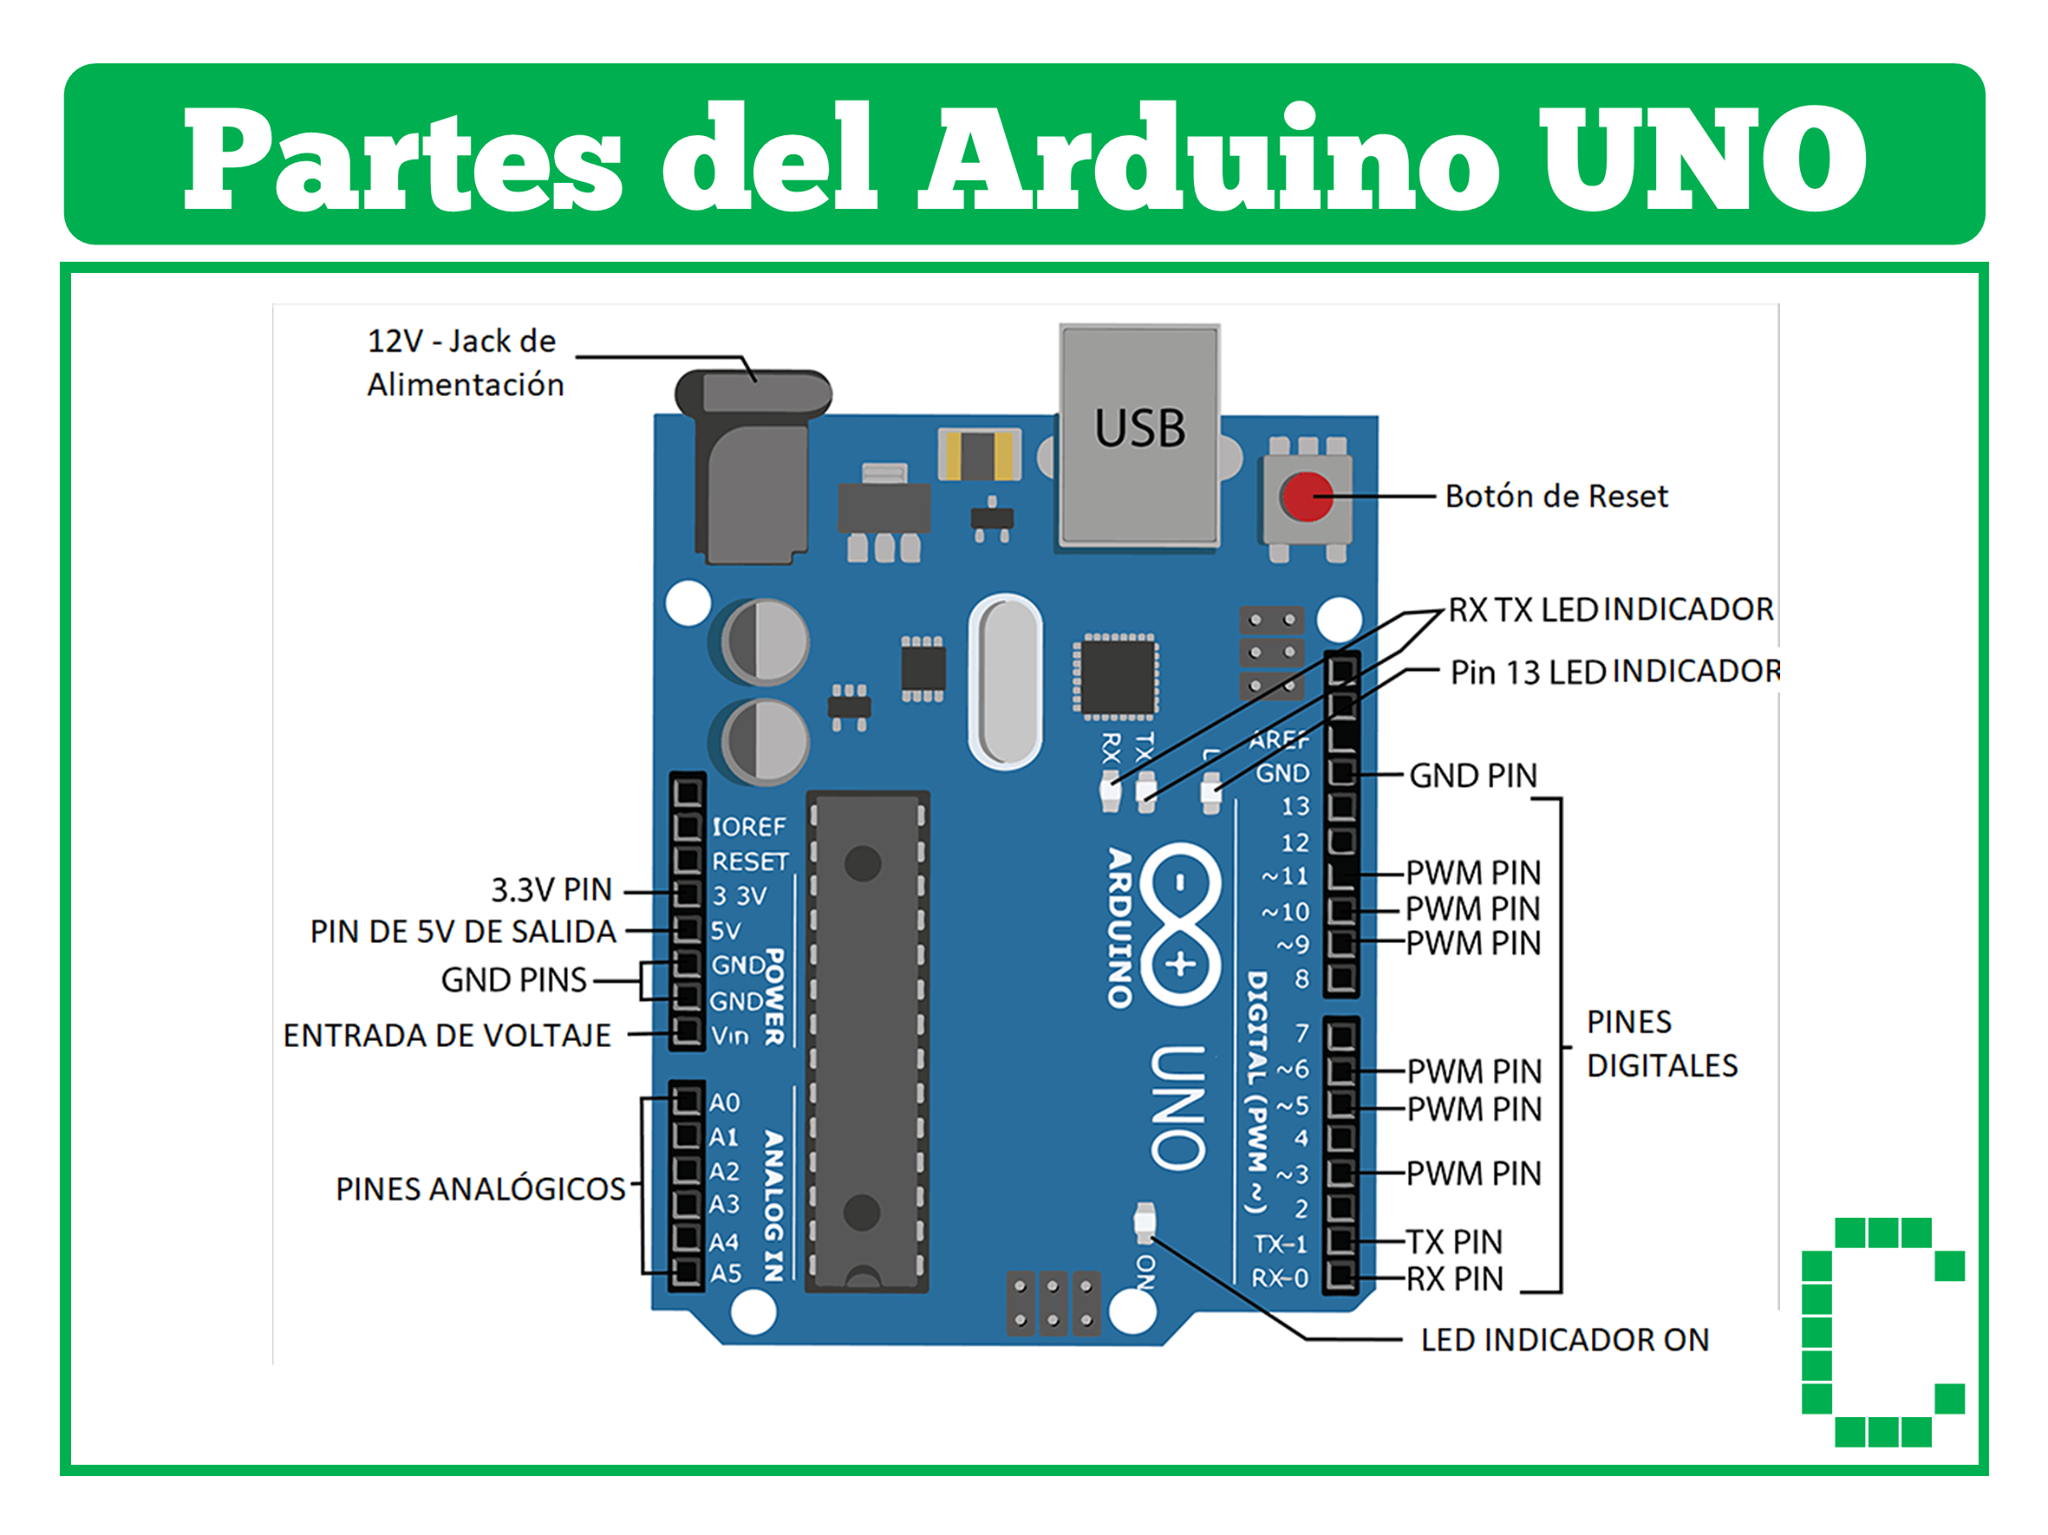 Partes del Arduino UNO
12V - Jack de
Alimentación
USB
Botón de Reset
RX TX LED INDICADOR
Pin 13 LED INDICADOR
RX
TX
L
AREF
GND
GND PIN
13
12
~11
PWM PIN
~10
PWM PIN
~9
PWM PIN
8
IOREF
RESET
3.3V PIN
3 3V
PIN DE 5V DE SALIDA
5V
GND PINS
GND
GND
ENTRADA DE VOLTAJE
Vin
POWER
ARDUINO
- +
UNO
DIGITAL (PWM ~)
7
~6
PWM PIN
~5
PWM PIN
4
~3
PWM PIN
2
TX-1
TX PIN
RX-0
RX PIN
PINES
DIGITALES
PINES ANALÓGICOS
A0
A1
A2
A3
A4
A5
ANALOG IN
ON
LED INDICADOR ON